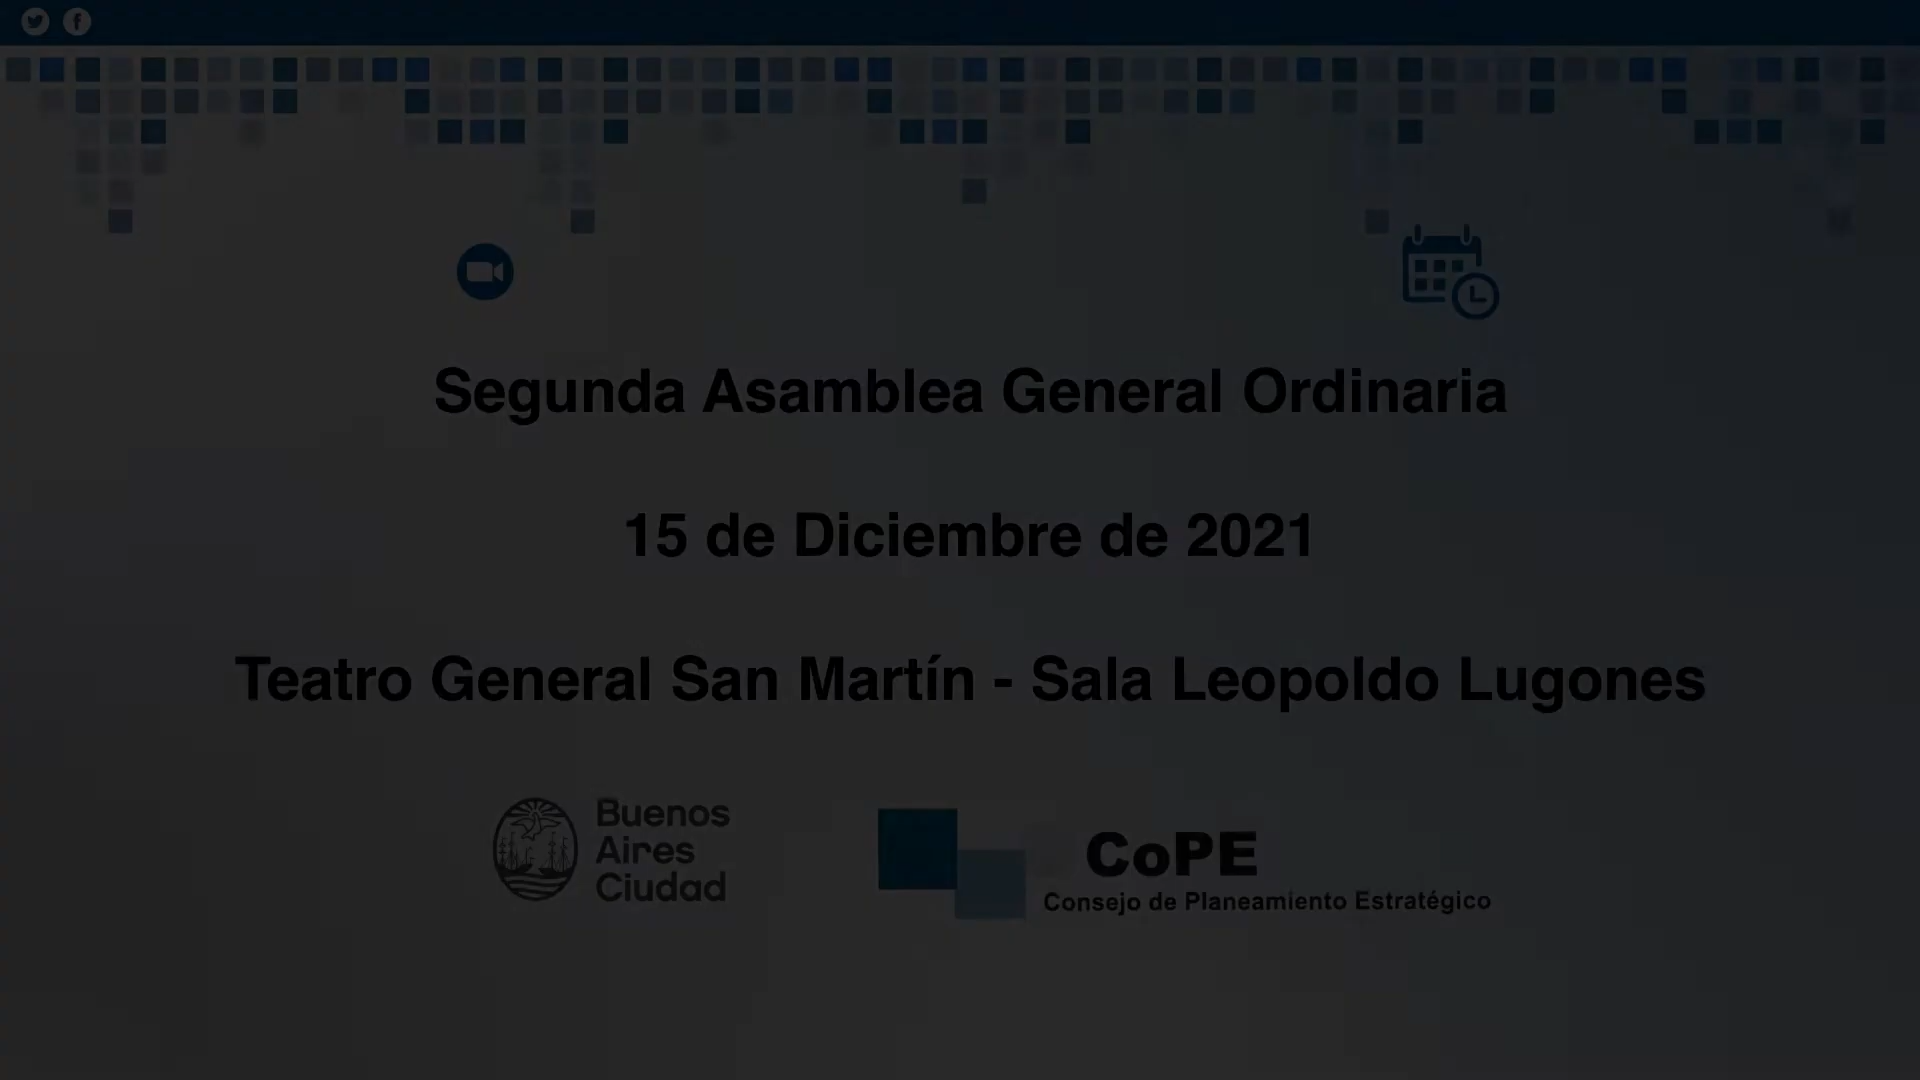 Segunda Asamblea General Ordinaria
15 de Diciembre de 2021
Teatro General San Martín - Sala Leopoldo Lugones
Buenos
Aires
Ciudad
CoPE
Consejo de Planeamiento Estratégico